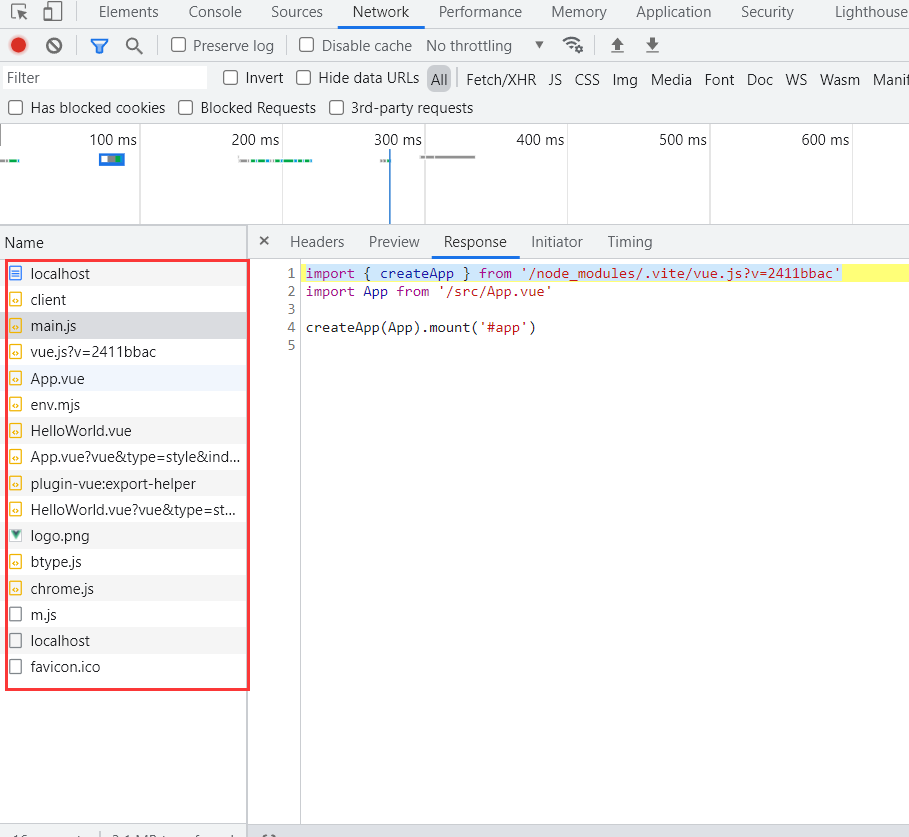 Elements Console Sources Network Performance Memory Application Security Lighthouse
Preserve log Disable cache No throttling
Filter Invert Hide data URLs All Fetch/XHR JS CSS Img Media Font Doc WS Wasm Manif
Has blocked cookies Blocked Requests 3rd-party requests
100 ms 200 ms 300 ms 400 ms 500 ms 600 ms
Name × Headers Preview Response Initiator Timing
localhost
client
main.js
vue.js?v=2411bbac
App.vue
env.mjs
HelloWorld.vue
App.vue?vue&type=style&ind...
plugin-vue:export-helper
HelloWorld.vue?vue&type=st...
logo.png
btype.js
chrome.js
m.js
localhost
favicon.ico
1 import { createApp } from '/node_modules/.vite/vue.js?v=2411bbac'
2 import App from '/src/App.vue'
3
4 createApp(App).mount('#app')
5